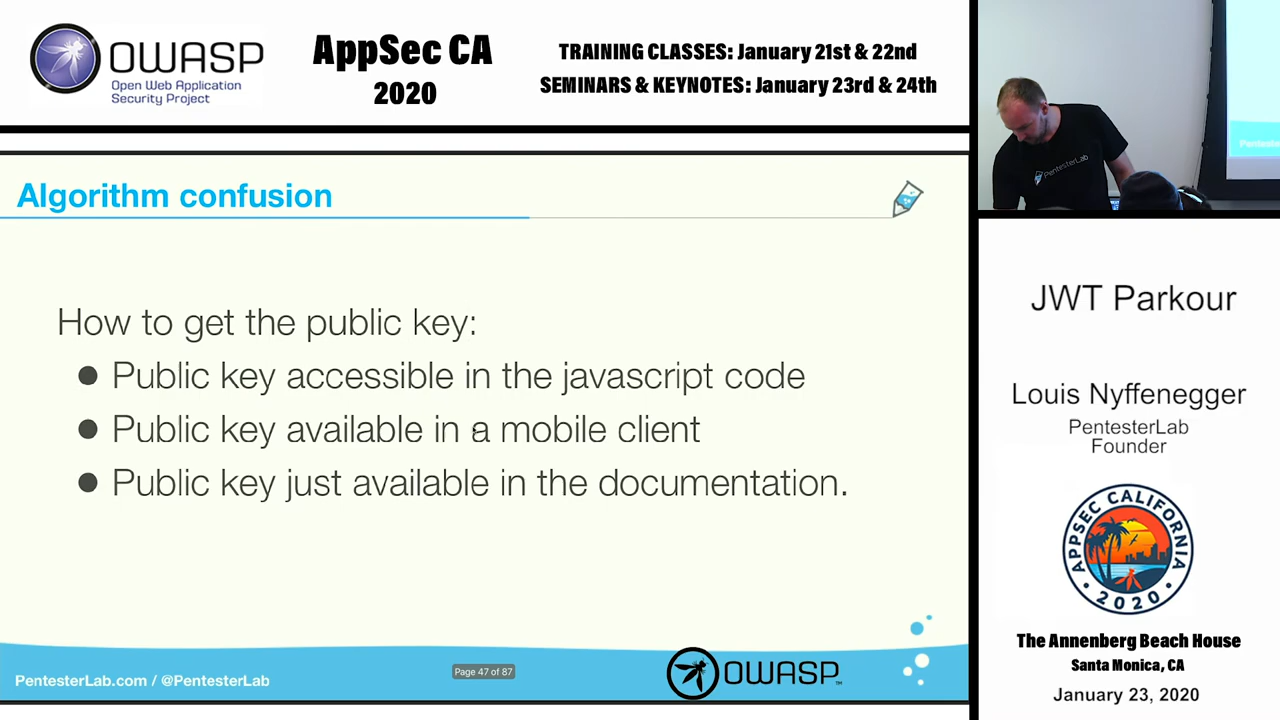 OWASP
Open Web Application
Security Project
AppSec CA
2020
TRAINING CLASSES: January 21st & 22nd
SEMINARS & KEYNOTES: January 23rd & 24th
Algorithm confusion
How to get the public key:
● Public key accessible in the javascript code
● Public key available in a mobile client
● Public key just available in the documentation.
PentesterLab.com / @PentesterLab
Page 47 of 87
OWASP™
PentesterLab
Pentest
JWT Parkour
Louis Nyffenegger
PentesterLab
Founder
APPSEC CALIFORNIA
• 2020 •
The Annenberg Beach House
Santa Monica, CA
January 23, 2020